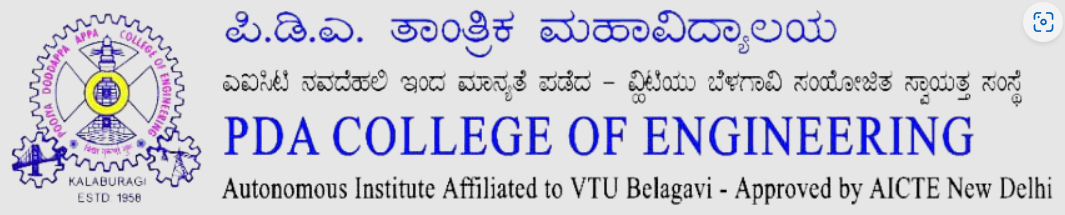 POOJYA DODDAPPA APPA COLLEGE OF ENGINEERING
KALABURAGI
ESTD 1958
ಪಿ.ಡಿ.ಎ. ತಾಂತ್ರಿಕ ಮಹಾವಿದ್ಯಾಲಯ
ಎಐಸಿಟಿ ನವದೆಹಲಿ ಇಂದ ಮಾನ್ಯತೆ ಪಡೆದ – ವ್ಹಿಟಿಯು ಬೆಳಗಾವಿ ಸಂಯೋಜಿತ ಸ್ವಾಯತ್ತ ಸಂಸ್ಥೆ
PDA COLLEGE OF ENGINEERING
Autonomous Institute Affiliated to VTU Belagavi - Approved by AICTE New Delhi